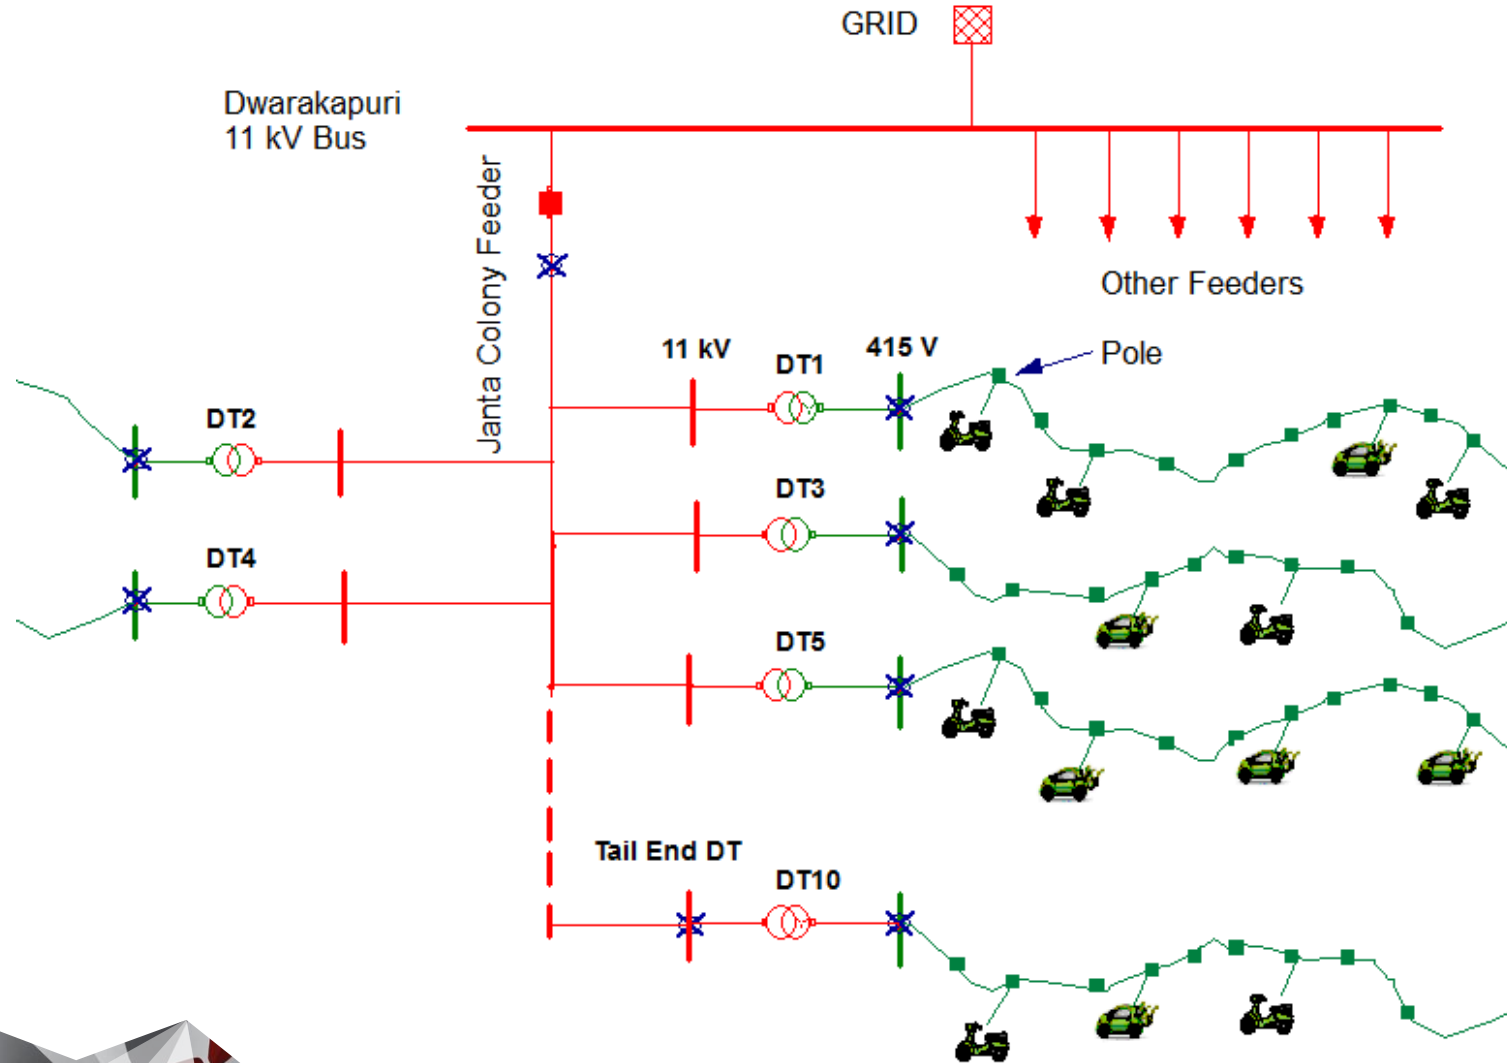 GRID
Dwarakapuri
11 kV Bus
Janta Colony Feeder
Other Feeders
11 kV
DT1
415 V
Pole
DT2
DT3
DT4
DT5
Tail End DT
DT10